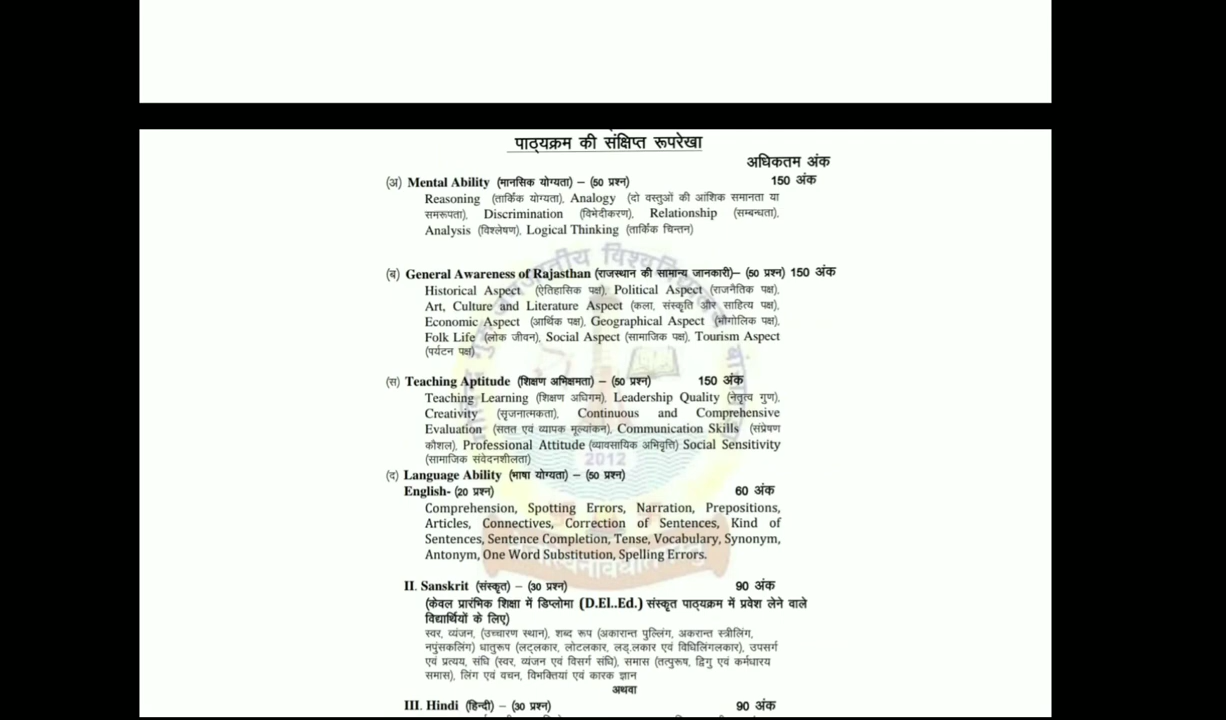 पाठ्यक्रम की संक्षिप्त रूपरेखा
अधिकतम अंक
(अ) Mental Ability (मानसिक योग्यता) – (50 प्रश्न) 150 अंक
Reasoning (तार्किक योग्यता), Analogy (दो वस्तुओं की आंशिक समानता या
समरूपता), Discrimination (विभेदीकरण), Relationship (सम्बन्धता),
Analysis (विश्लेषण), Logical Thinking (तार्किक चिन्तन)
(ब) General Awareness of Rajasthan (राजस्थान की सामान्य जानकारी)– (50 प्रश्न) 150 अंक
Historical Aspect (ऐतिहासिक पक्ष), Political Aspect (राजनैतिक पक्ष),
Art, Culture and Literature Aspect (कला, संस्कृति और साहित्य पक्ष),
Economic Aspect (आर्थिक पक्ष), Geographical Aspect (भौगोलिक पक्ष),
Folk Life (लोक जीवन), Social Aspect (सामाजिक पक्ष), Tourism Aspect
(पर्यटन पक्ष)
(स) Teaching Aptitude (शिक्षण अभिक्षमता) – (50 प्रश्न) 150 अंक
Teaching Learning (शिक्षण अधिगम), Leadership Quality (नेतृत्व गुण),
Creativity (सृजनात्मकता), Continuous and Comprehensive
Evaluation (सतत एवं व्यापक मूल्यांकन), Communication Skills (संप्रेषण
कौशल), Professional Attitude (व्यावसायिक अभिवृत्ति) Social Sensitivity
(सामाजिक संवेदनशीलता)
2012
(द) Language Ability (भाषा योग्यता) – (50 प्रश्न)
English- (20 प्रश्न) 60 अंक
Comprehension, Spotting Errors, Narration, Prepositions,
Articles, Connectives, Correction of Sentences, Kind of
Sentences, Sentence Completion, Tense, Vocabulary, Synonym,
Antonym, One Word Substitution, Spelling Errors.
II. Sanskrit (संस्कृत) – (30 प्रश्न) 90 अंक
(केवल प्रारंभिक शिक्षा में डिप्लोमा (D.El..Ed.) संस्कृत पाठ्यक्रम में प्रवेश लेने वाले
विद्यार्थियों के लिए)
स्वर, व्यंजन, (उच्चारण स्थान), शब्द रूप (अकारान्त पुल्लिंग, अकरान्त स्त्रीलिंग,
नपुंसकलिंग) धातुरूप (लट्लकार, लोटलकार, लड्.लकार एवं विधिलिंगलकार), उपसर्ग
एवं प्रत्यय, संधि (स्वर, व्यंजन एवं विसर्ग संधि), समास (तत्पुरूष, द्विगु एवं कर्मधारय
समास), लिंग एवं वचन, विभक्तियां एवं कारक ज्ञान
अथवा
III. Hindi (हिन्दी) – (30 प्रश्न) 90 अंक